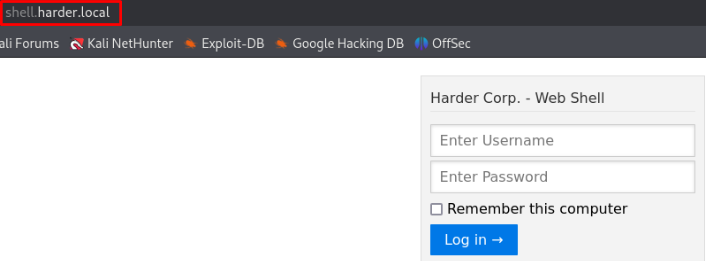 shell.harder.local
ali Forums Kali NetHunter Exploit-DB Google Hacking DB OffSec
Harder Corp. - Web Shell
Enter Username
Enter Password
Remember this computer
Log in →